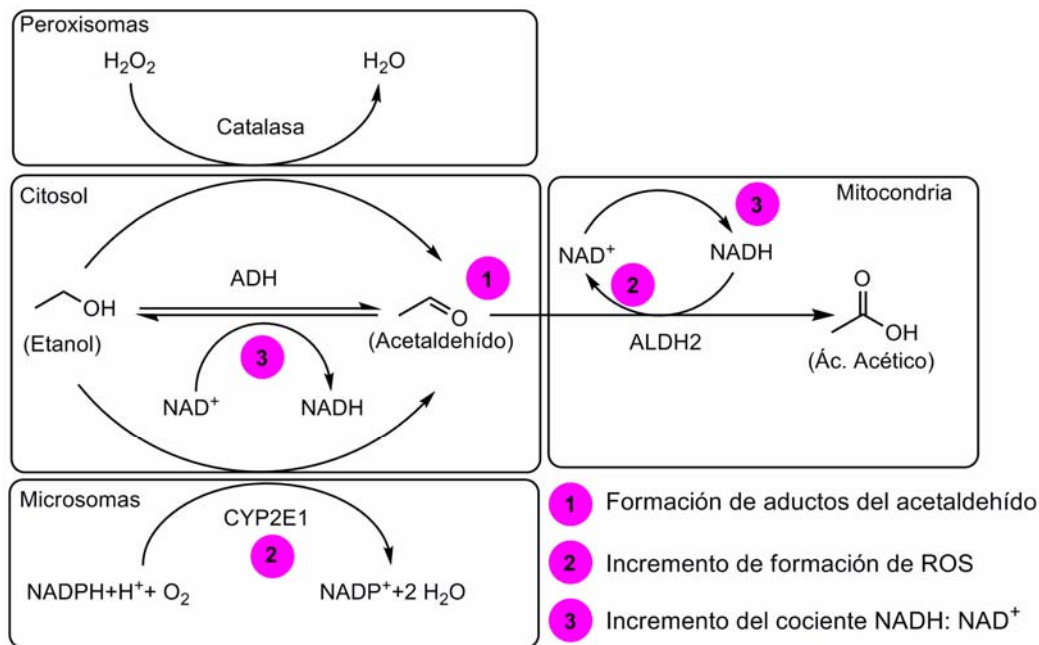 Peroxisomas
H₂O₂
H₂O
Catalasa
Citosol
ADH
OH
(Etanol)
O
(Acetaldehído)
1
3
NAD⁺
NADH
Mitocondria
3
NAD⁺
NADH
2
ALDH2
O
OH
(Ác. Acético)
Microsomas
CYP2E1
2
NADPH+H⁺+ O₂
NADP⁺+2 H₂O
1 Formación de aductos del acetaldehído
2 Incremento de formación de ROS
3 Incremento del cociente NADH: NAD⁺